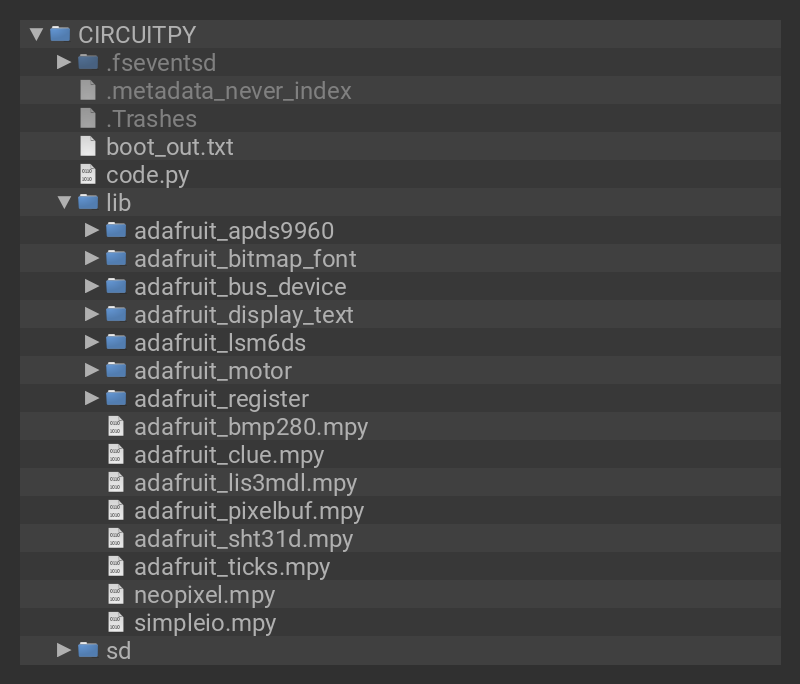 CIRCUITPY
.fseventsd
.metadata_never_index
.Trashes
boot_out.txt
code.py
lib
adafruit_apds9960
adafruit_bitmap_font
adafruit_bus_device
adafruit_display_text
adafruit_lsm6ds
adafruit_motor
adafruit_register
adafruit_bmp280.mpy
adafruit_clue.mpy
adafruit_lis3mdl.mpy
adafruit_pixelbuf.mpy
adafruit_sht31d.mpy
adafruit_ticks.mpy
neopixel.mpy
simpleio.mpy
sd